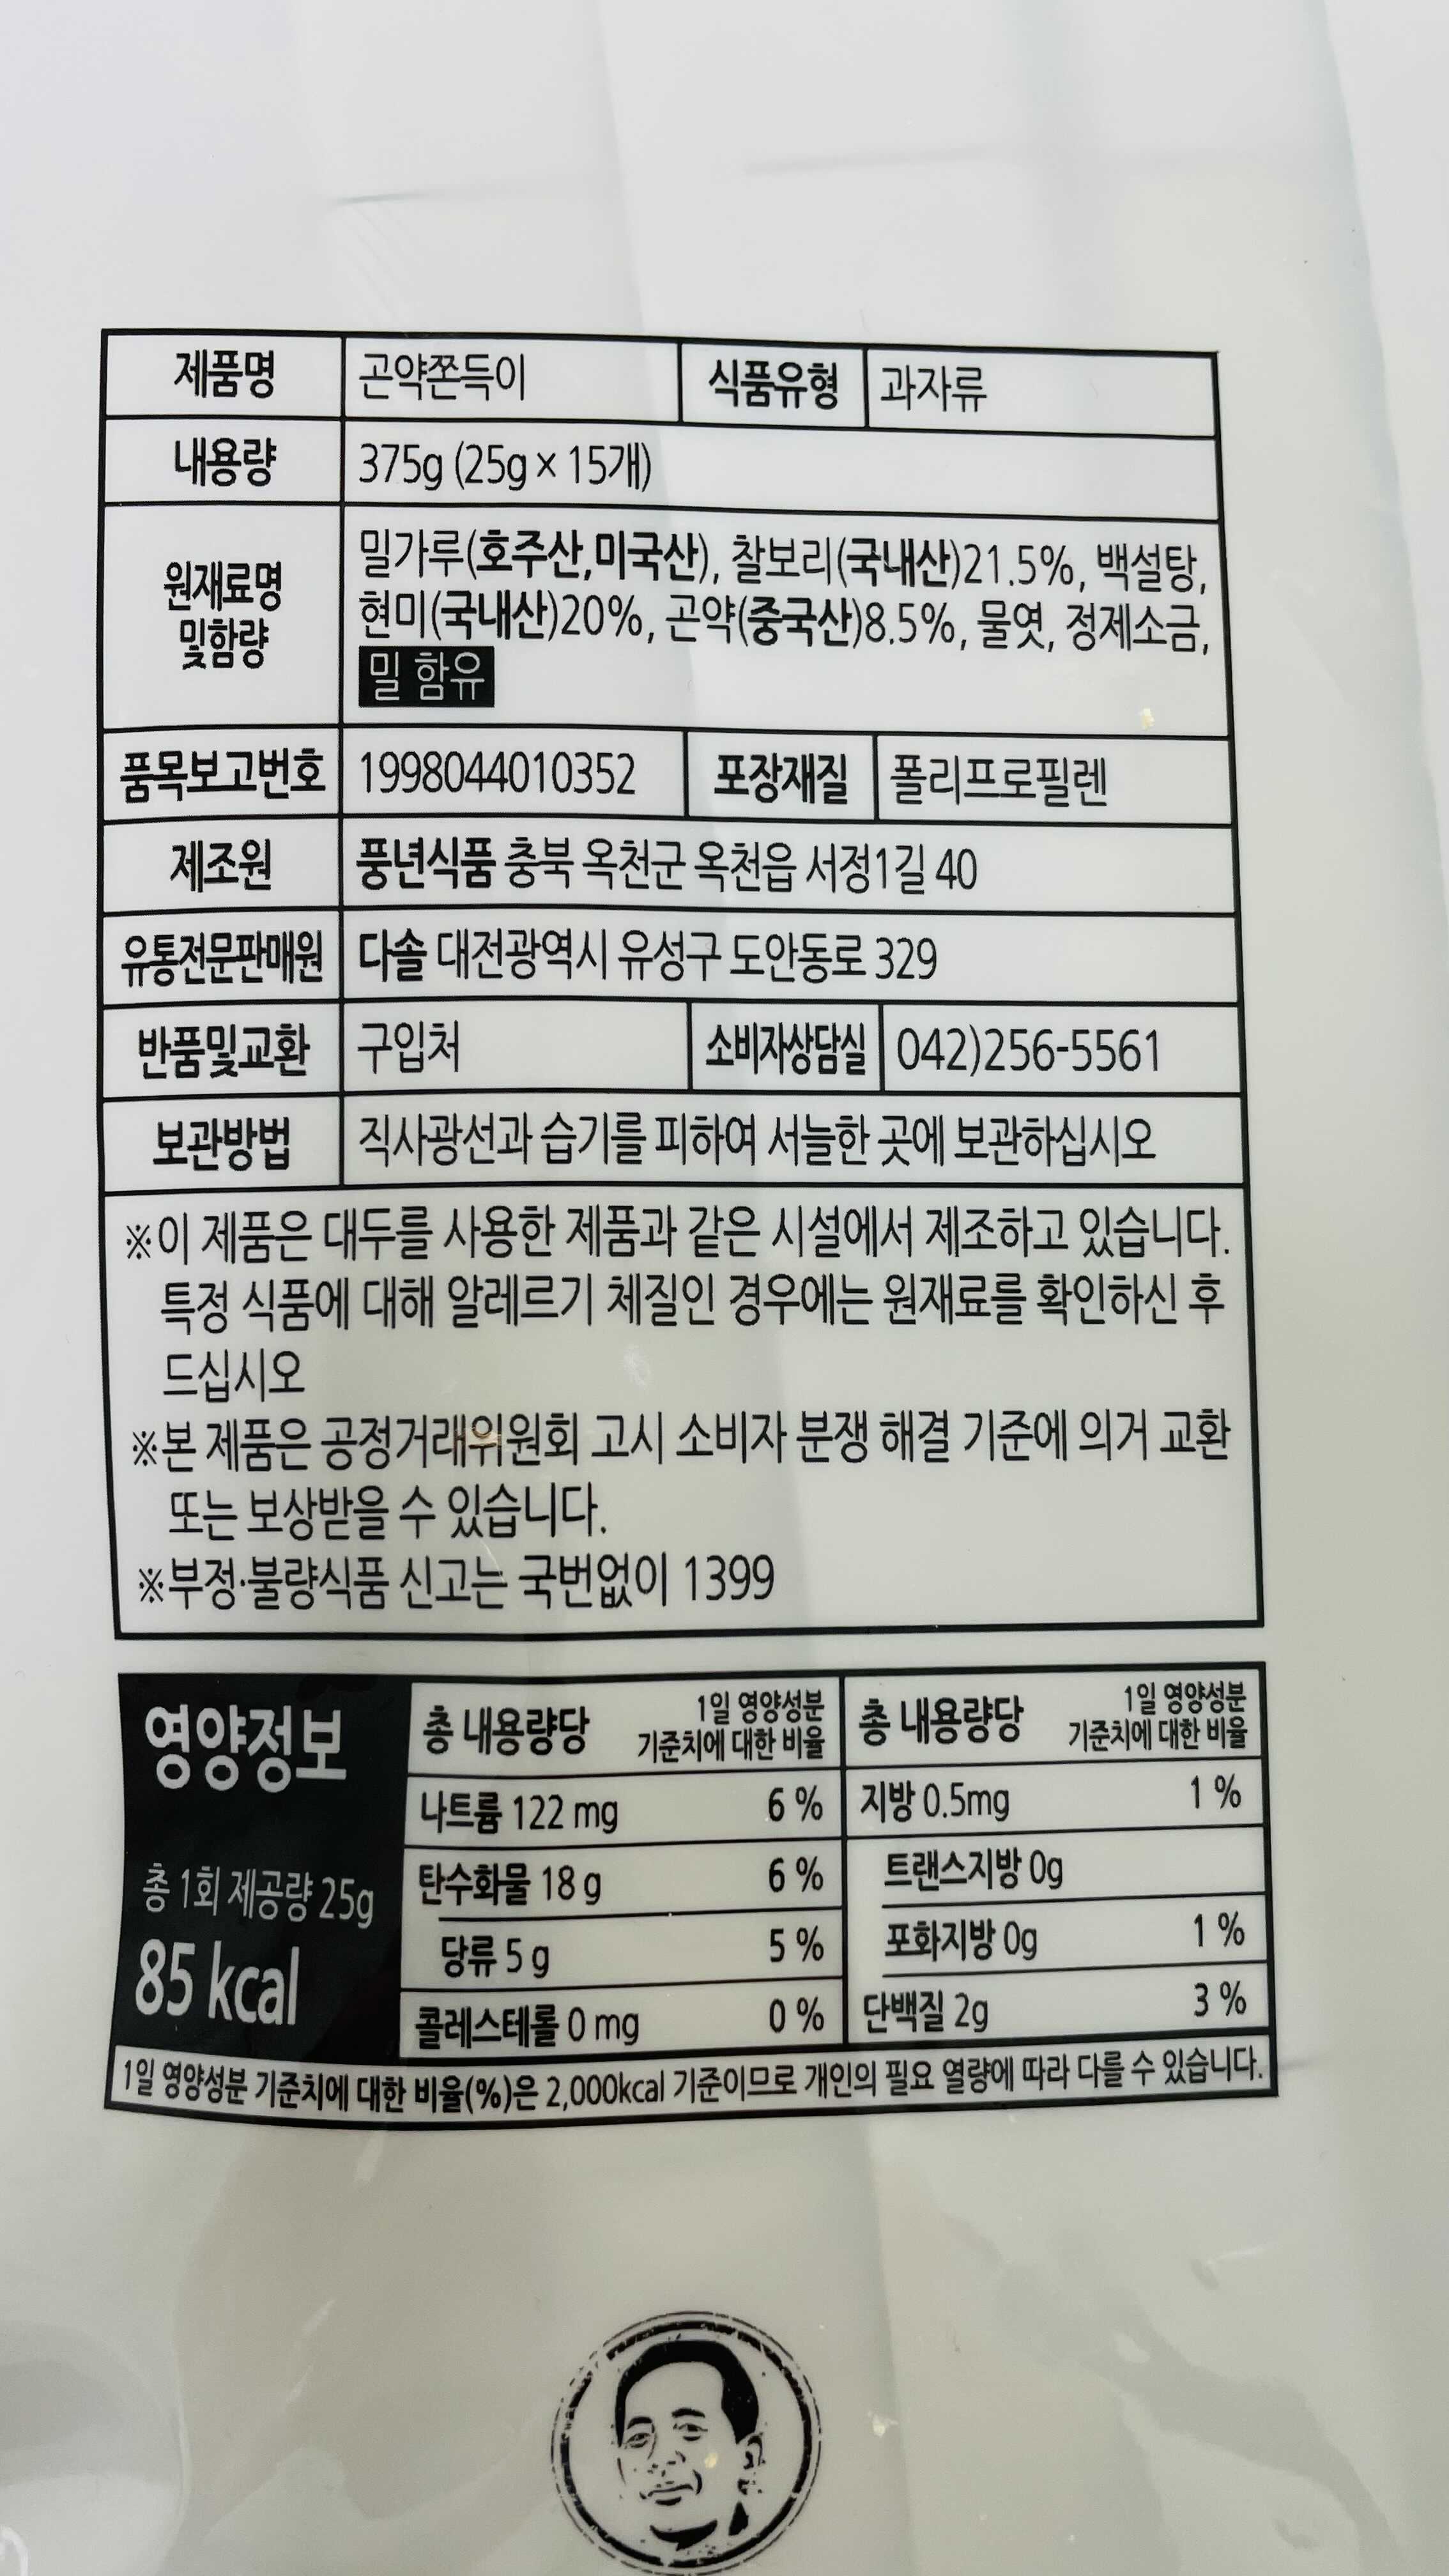 제품명 곤약쫀득이 식품유형 과자류
내용량 375g (25g × 15개)
원재료명
및함량
밀가루(호주산,미국산), 찰보리(국내산)21.5%, 백설탕,
현미(국내산)20%, 곤약(중국산)8.5%, 물엿, 정제소금,
밀 함유
품목보고번호 1998044010352 포장재질 폴리프로필렌
제조원 풍년식품 충북 옥천군 옥천읍 서정1길 40
유통전문판매원 다솔 대전광역시 유성구 도안동로 329
반품및교환 구입처 소비자상담실 042)256-5561
보관방법 직사광선과 습기를 피하여 서늘한 곳에 보관하십시오
※이 제품은 대두를 사용한 제품과 같은 시설에서 제조하고 있습니다.
특정 식품에 대해 알레르기 체질인 경우에는 원재료를 확인하신 후
드십시오
※본 제품은 공정거래위원회 고시 소비자 분쟁 해결 기준에 의거 교환
또는 보상받을 수 있습니다.
※부정·불량식품 신고는 국번없이 1399
영양정보
총 1회 제공량 25g
85 kcal
총 내용량당 1일 영양성분
기준치에 대한 비율
나트륨 122 mg 6 %
탄수화물 18 g 6 %
당류 5 g 5 %
콜레스테롤 0 mg 0 %
총 내용량당 1일 영양성분
기준치에 대한 비율
지방 0.5mg 1 %
트랜스지방 0g
포화지방 0g 1 %
단백질 2g 3 %
1일 영양성분 기준치에 대한 비율(%)은 2,000kcal 기준이므로 개인의 필요 열량에 따라 다를 수 있습니다.